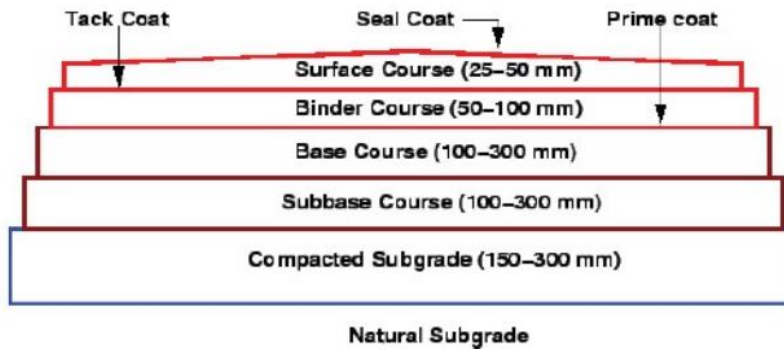 Tack Coat Seal Coat Prime coat
Surface Course (25–50 mm)
Binder Course (50–100 mm)
Base Course (100–300 mm)
Subbase Course (100–300 mm)
Compacted Subgrade (150–300 mm)
Natural Subgrade